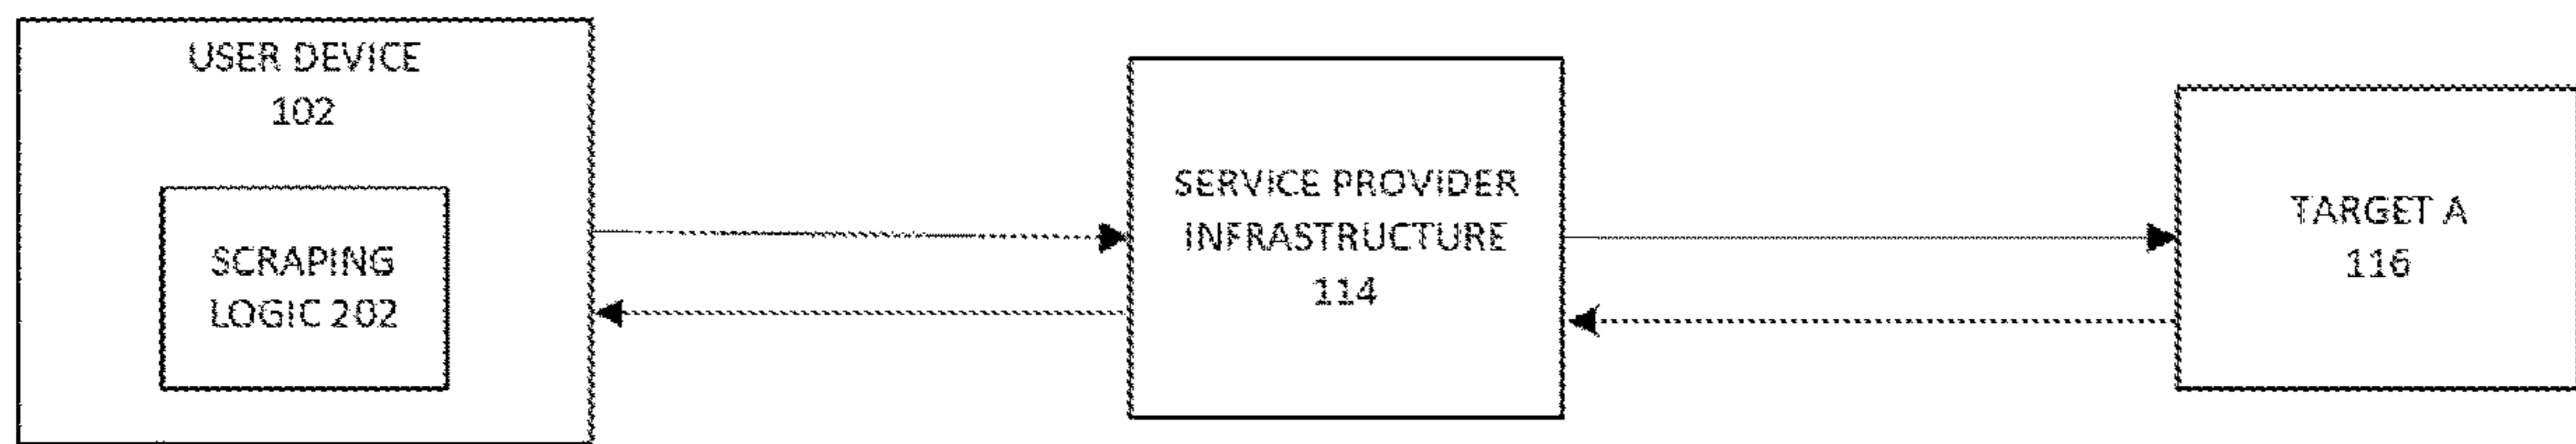 USER DEVICE
102
SCRAPING
LOGIC 202
SERVICE PROVIDER
INFRASTRUCTURE
114
TARGET A
116